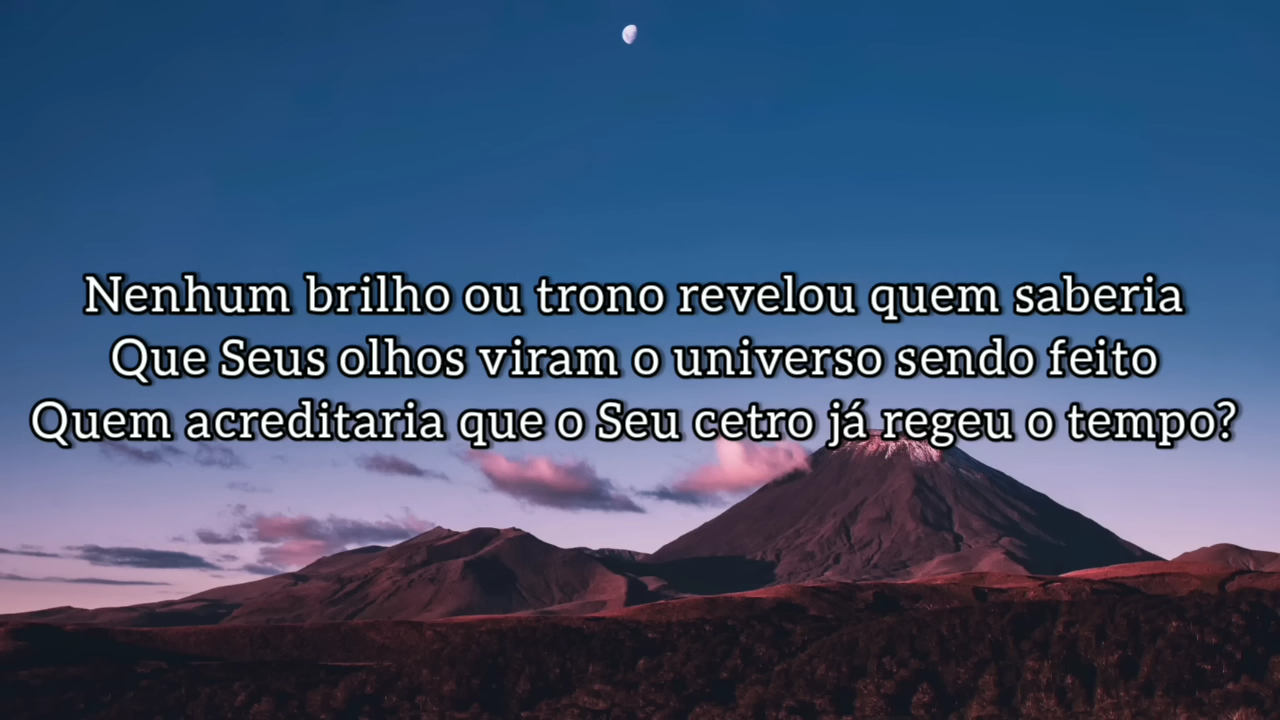 Nenhum brilho ou trono revelou quem saberia
Que Seus olhos viram o universo sendo feito
Quem acreditaria que o Seu cetro já regeu o tempo?